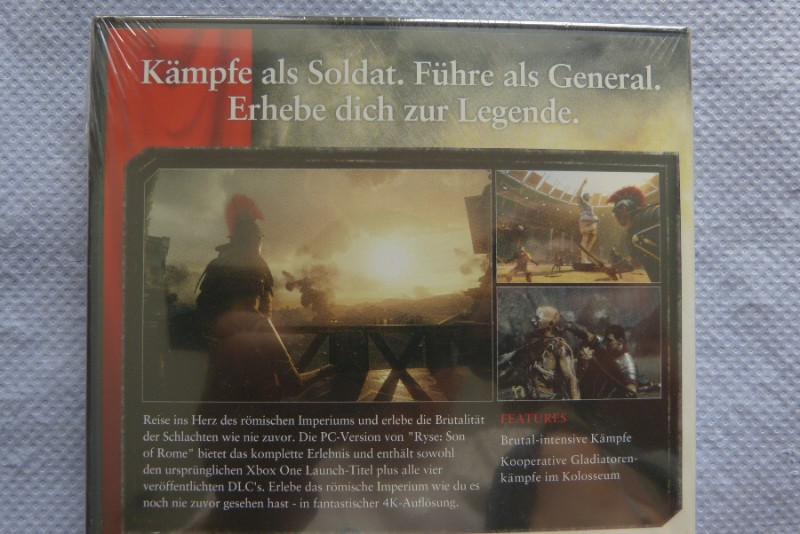 Kämpfe als Soldat. Führe als General.
Erhebe dich zur Legende.
Reise ins Herz des römischen Imperiums und erlebe die Brutalität
der Schlachten wie nie zuvor. Die PC-Version von "Ryse: Son
of Rome" bietet das komplette Erlebnis und enthält sowohl
den ursprünglichen Xbox One Launch-Titel plus alle vier
veröffentlichten DLC's. Erlebe das römische Imperium wie du es
noch nie zuvor gesehen hast - in fantastischer 4K-Auflösung.
FEATURES
Brutal-intensive Kämpfe
Kooperative Gladiatoren-
kämpfe im Kolosseum